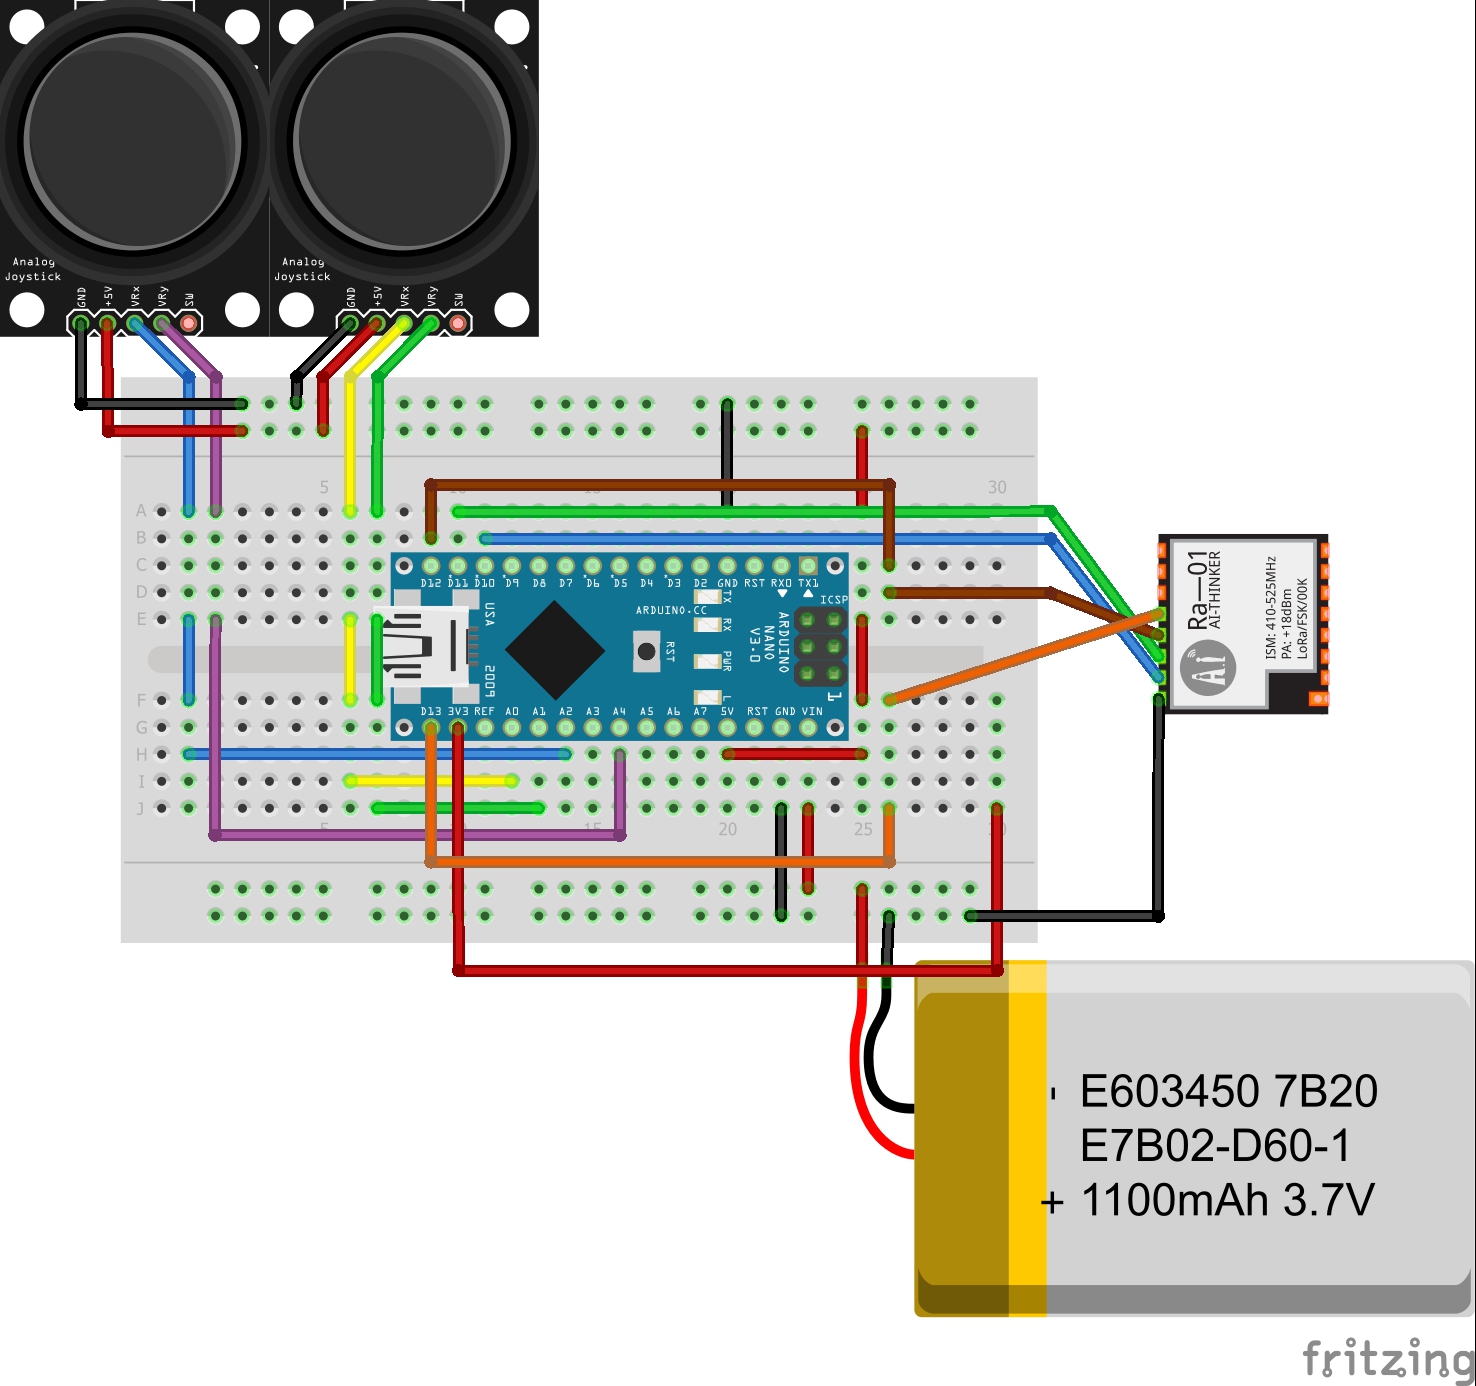 Analog
Joystick
GND
+5V
VRx
VRy
SW
Analog
Joystick
GND
+5V
VRx
VRy
SW
5
10
15
30
A
B
C
D
E
F
G
H
I
J
D12 D11 D10 D9 D8 D7 D6 D5 D4 D3 D2 GND RST RX0 TX1
ICSP
TX
RX
PWR
L
USA
2009
ARDUINO.CC
RST
ARDUINO
NANO
V3.0
1
D13 3V3 REF A0 A1 A2 A3 A4 A5 A6 A7 5V RST GND VIN
5
15
20
25
30
Ra—01
AI-THINKER
Ai
ISM: 410-525MHz
PA: +18dBm
LoRa/FSK/00K
- E603450 7B20
E7B02-D60-1
+ 1100mAh 3.7V
fritzing